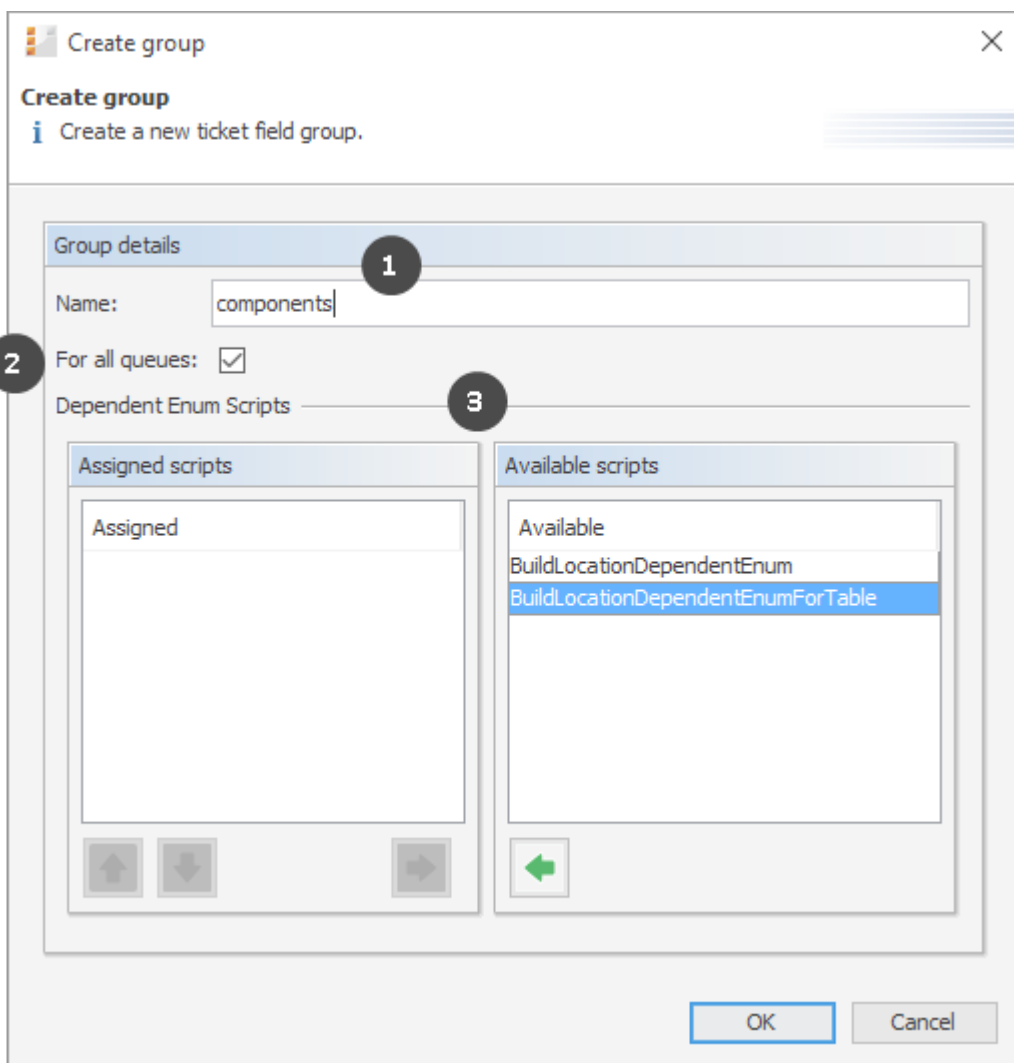 Create group
Create group
i Create a new ticket field group.
Group details
1
Name: components
2 For all queues:
Dependent Enum Scripts
3
Assigned scripts
Assigned
Available scripts
Available
BuildLocationDependentEnum
BuildLocationDependentEnumForTable
OK Cancel